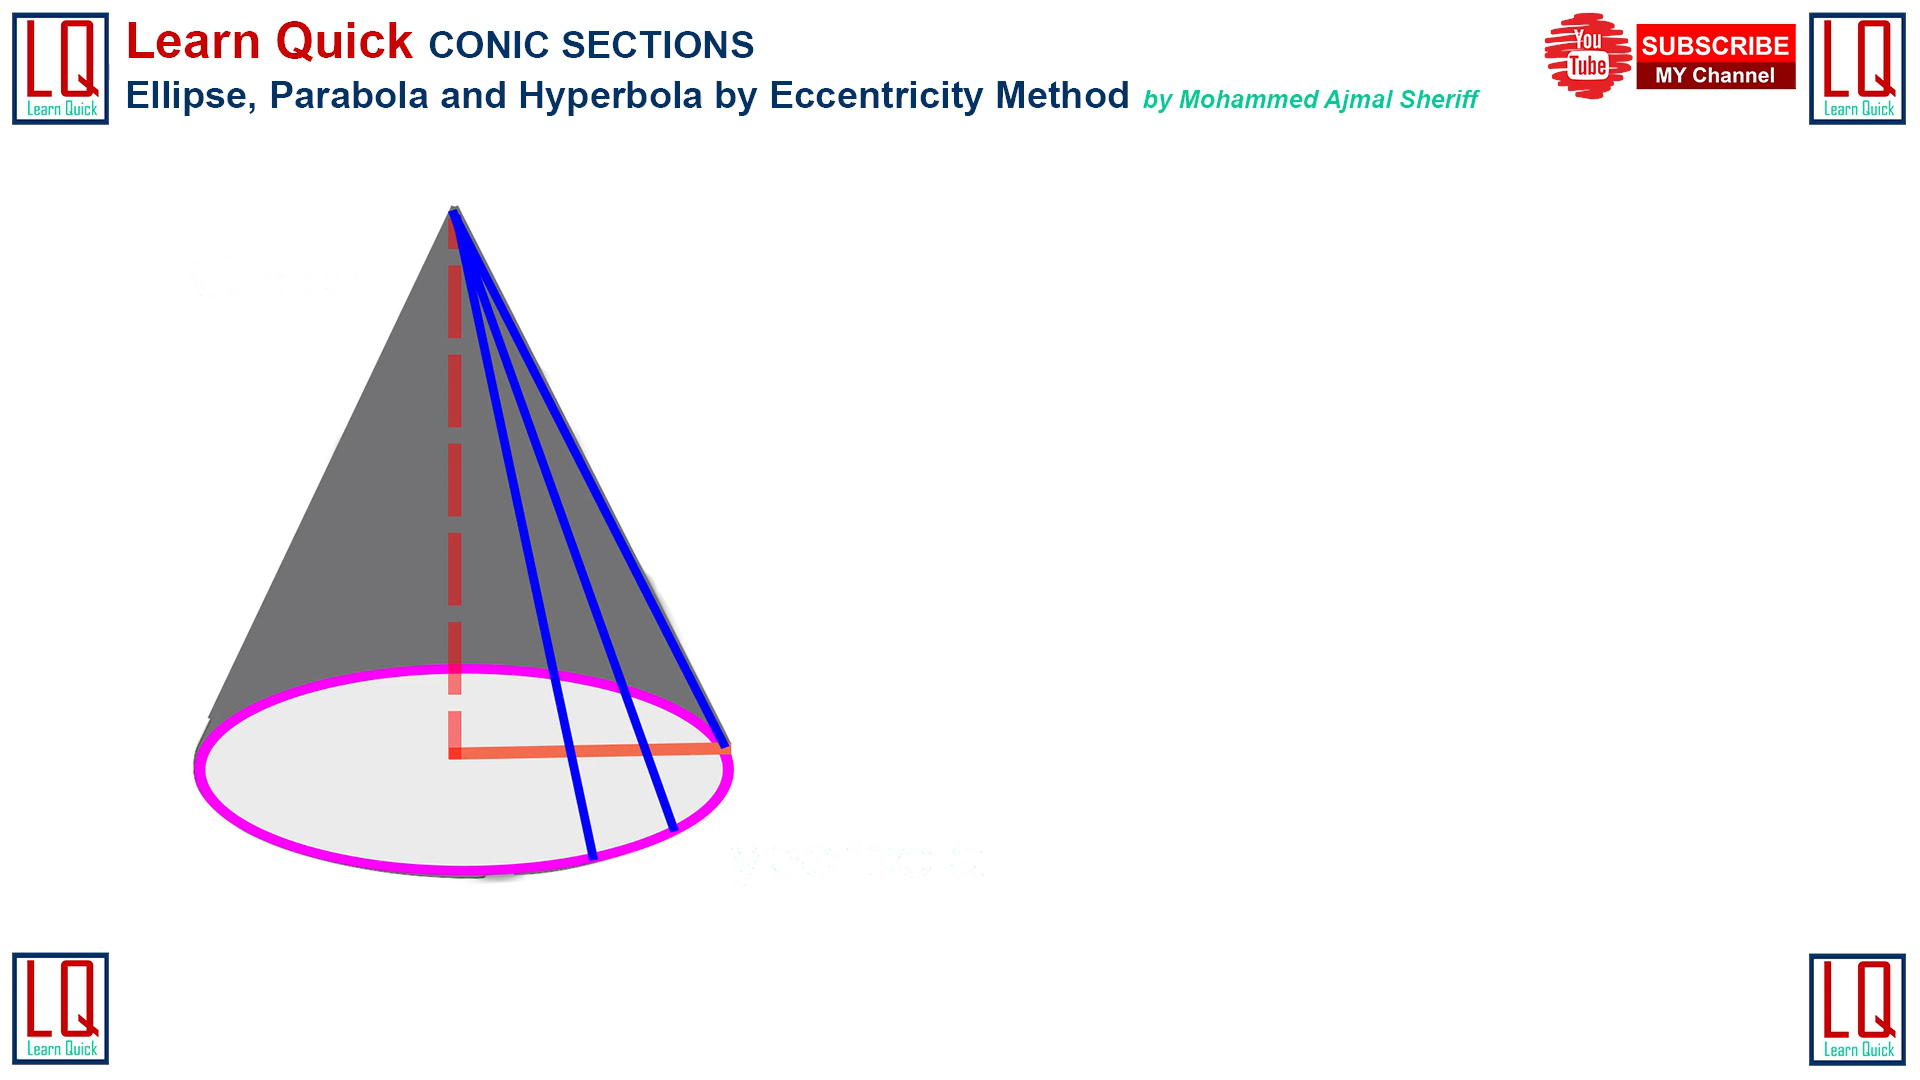 LQ
Learn Quick
Learn Quick CONIC SECTIONS
Ellipse, Parabola and Hyperbola by Eccentricity Method by Mohammed Ajmal Sheriff
You
Tube
SUBSCRIBE
MY Channel
LQ
Learn Quick
LQ
Learn Quick
LQ
Learn Quick